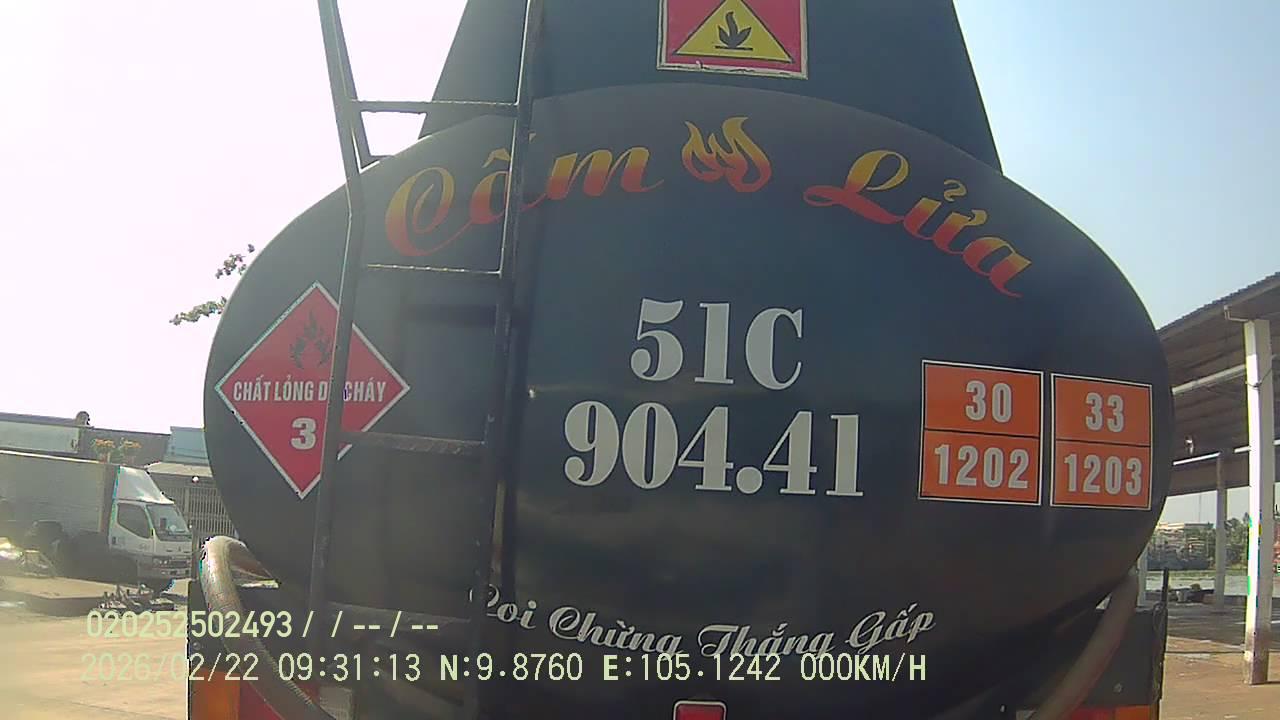 Cấm Lửa
51C
904.41
CHẤT LỎNG DỄ CHÁY
3
30
1202
33
1203
Coi Chừng Thắng Gấp
020252502493 / / -- / --
2026/02/22 09:31:13 N:9.8760 E:105.1242 000KM/H